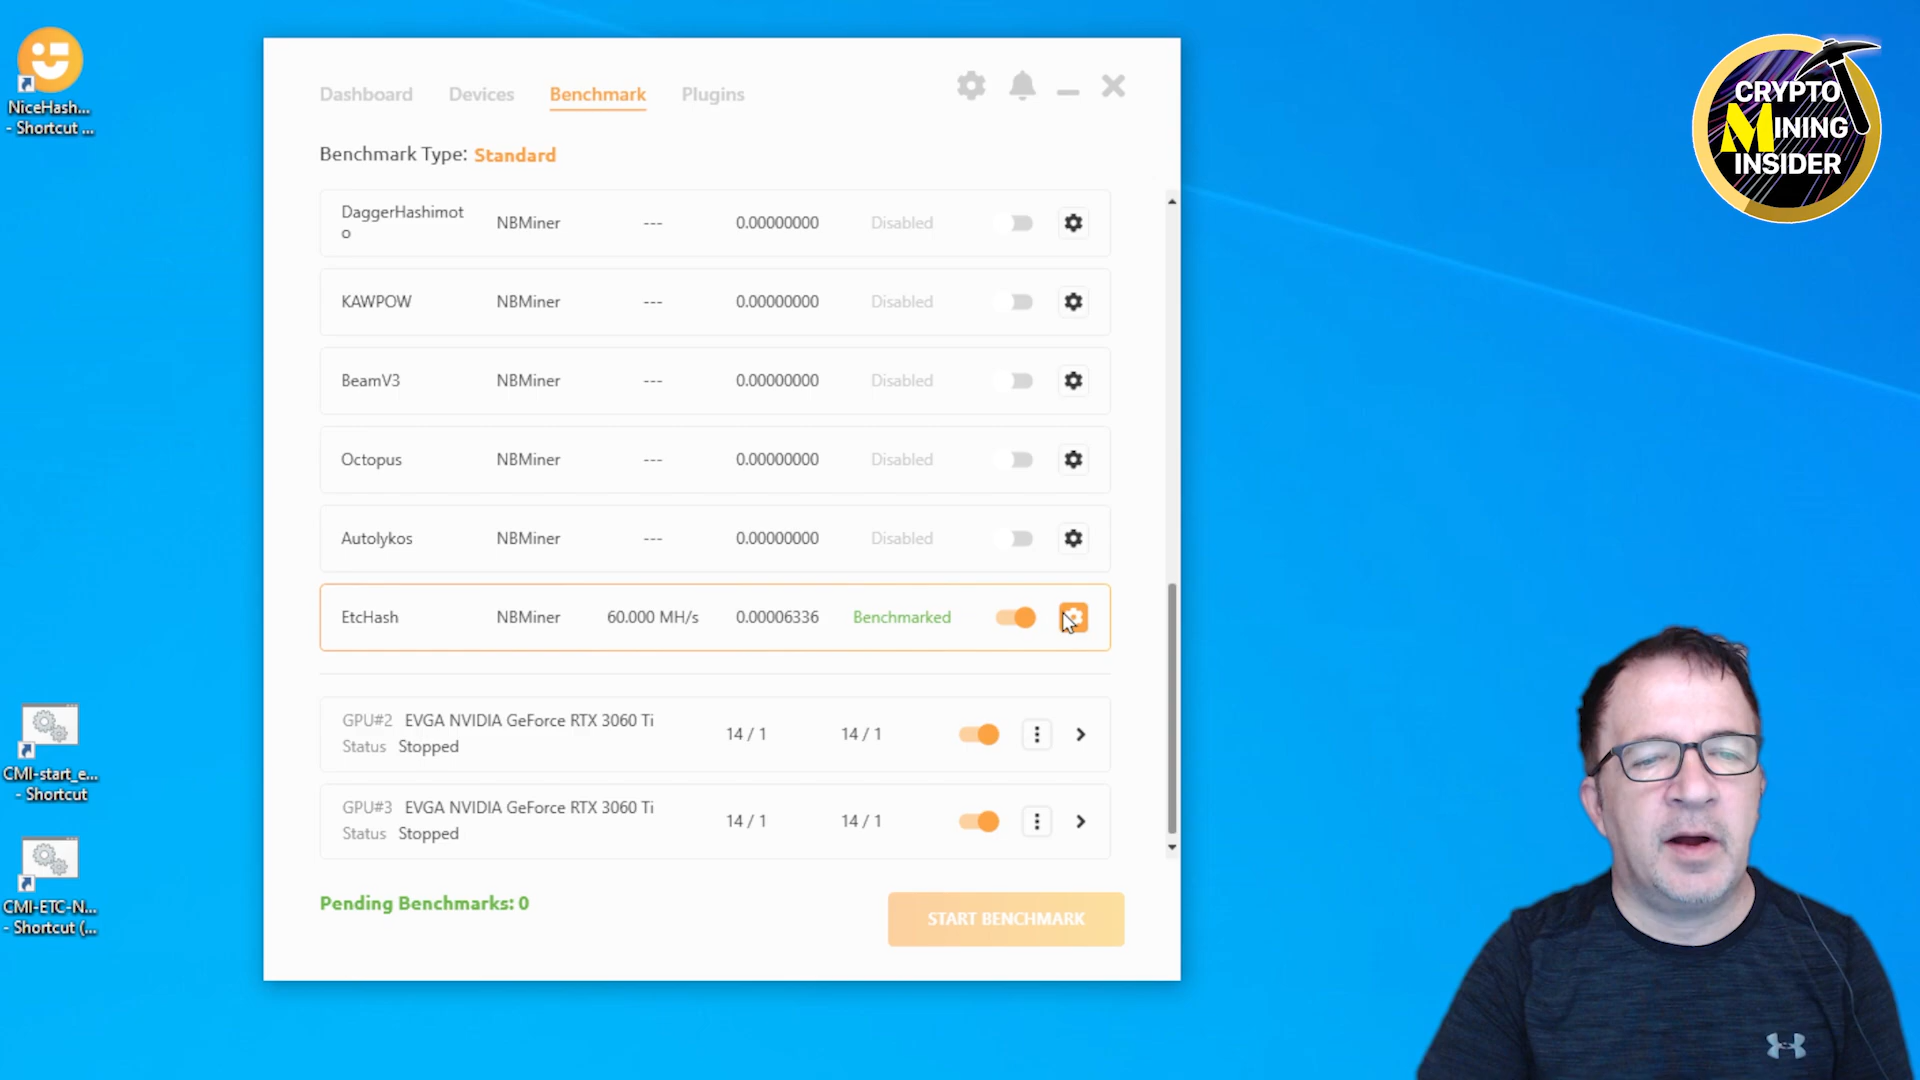 NiceHash...
- Shortcut ...
Dashboard Devices Benchmark Plugins
CRYPTO
MINING
INSIDER
Benchmark Type: Standard
DaggerHashimot
o NBMiner --- 0.00000000 Disabled
KAWPOW NBMiner --- 0.00000000 Disabled
BeamV3 NBMiner --- 0.00000000 Disabled
Octopus NBMiner --- 0.00000000 Disabled
Autolykos NBMiner --- 0.00000000 Disabled
EtcHash NBMiner 60.000 MH/s 0.00006336 Benchmarked
GPU#2 EVGA NVIDIA GeForce RTX 3060 Ti 14 / 1 14 / 1
Status Stopped
GPU#3 EVGA NVIDIA GeForce RTX 3060 Ti 14 / 1 14 / 1
Status Stopped
Pending Benchmarks: 0
START BENCHMARK
CMI-start_e...
- Shortcut
CMI-ETC-N...
- Shortcut (...